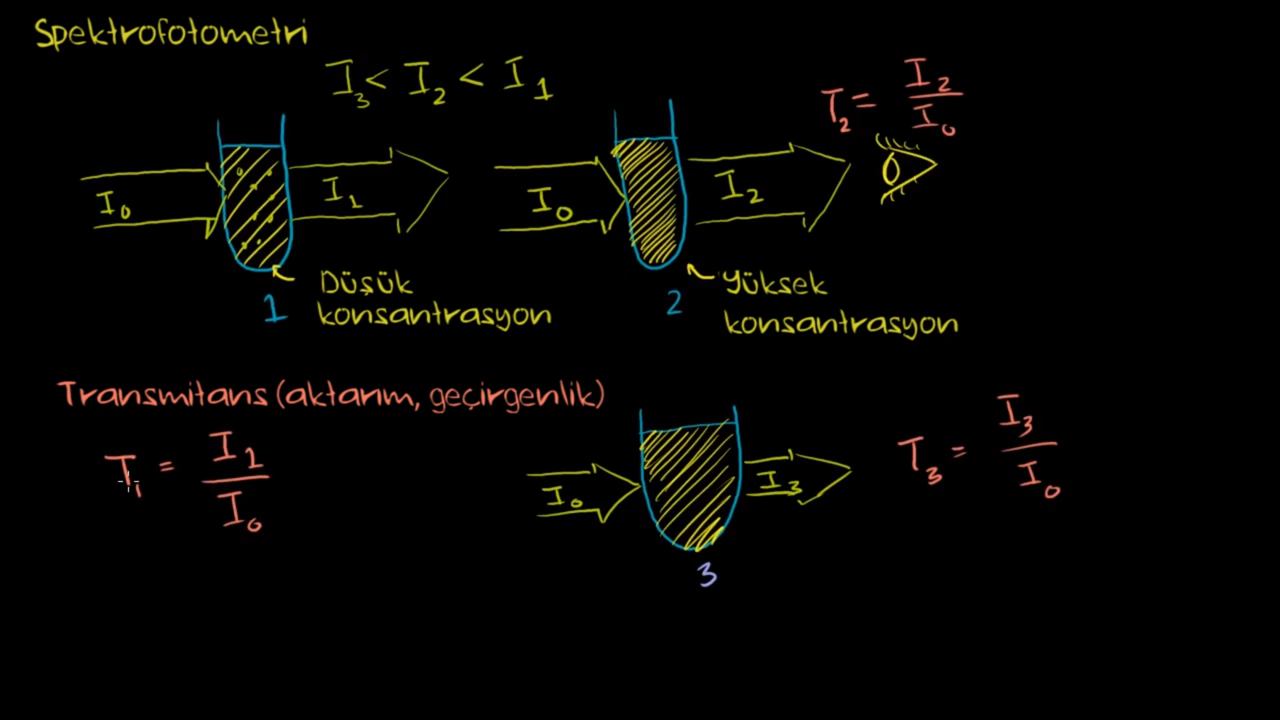 Spektrofotometri
I₃ < I₂ < I₁
T₂ = I₂ / I₀
I₀
I₁
I₀
I₂
1
Düşük
konsantrasyon
2
Yüksek
konsantrasyon
Transmitans (aktarım, geçirgenlik)
T₁ = I₁ / I₀
I₀
I₃
T₃ = I₃ / I₀
3